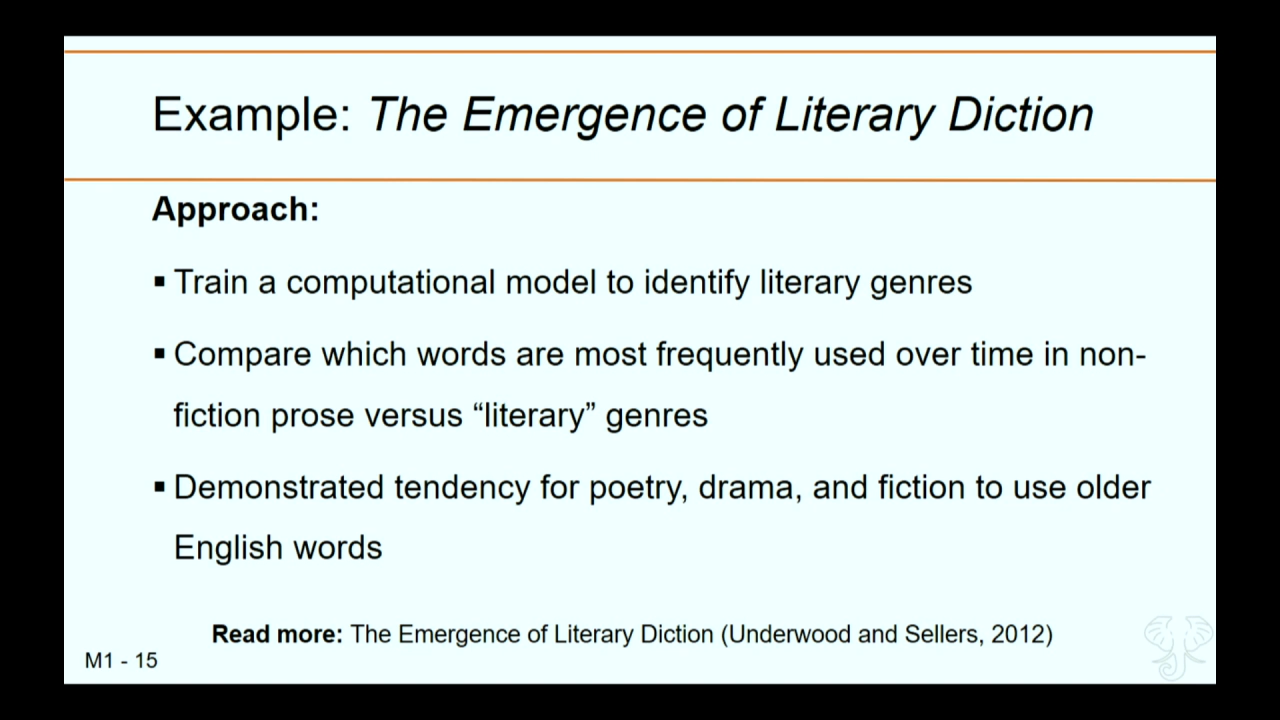 Example: The Emergence of Literary Diction
Approach:
▪ Train a computational model to identify literary genres
▪ Compare which words are most frequently used over time in non-
fiction prose versus “literary” genres
▪ Demonstrated tendency for poetry, drama, and fiction to use older
English words
Read more: The Emergence of Literary Diction (Underwood and Sellers, 2012)
M1 - 15